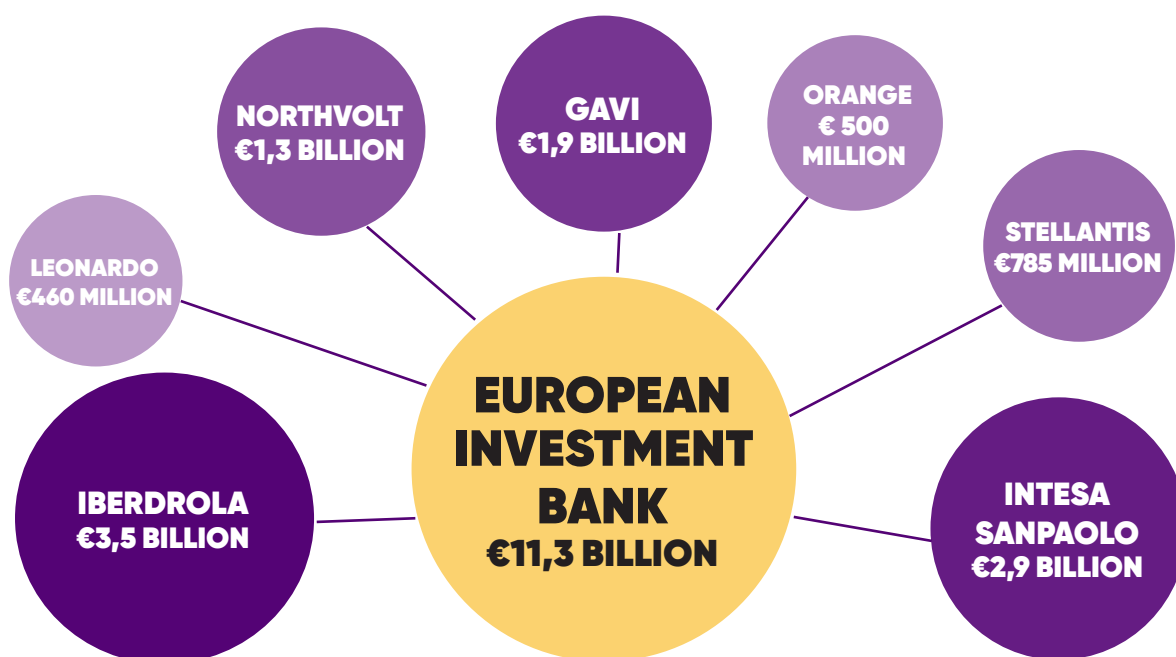 NORTHVOLT
€1,3 BILLION
GAVI
€1,9 BILLION
ORANGE
€ 500
MILLION
LEONARDO
€460 MILLION
STELLANTIS
€785 MILLION
EUROPEAN
INVESTMENT
BANK
€11,3 BILLION
IBERDROLA
€3,5 BILLION
INTESA
SANPAOLO
€2,9 BILLION